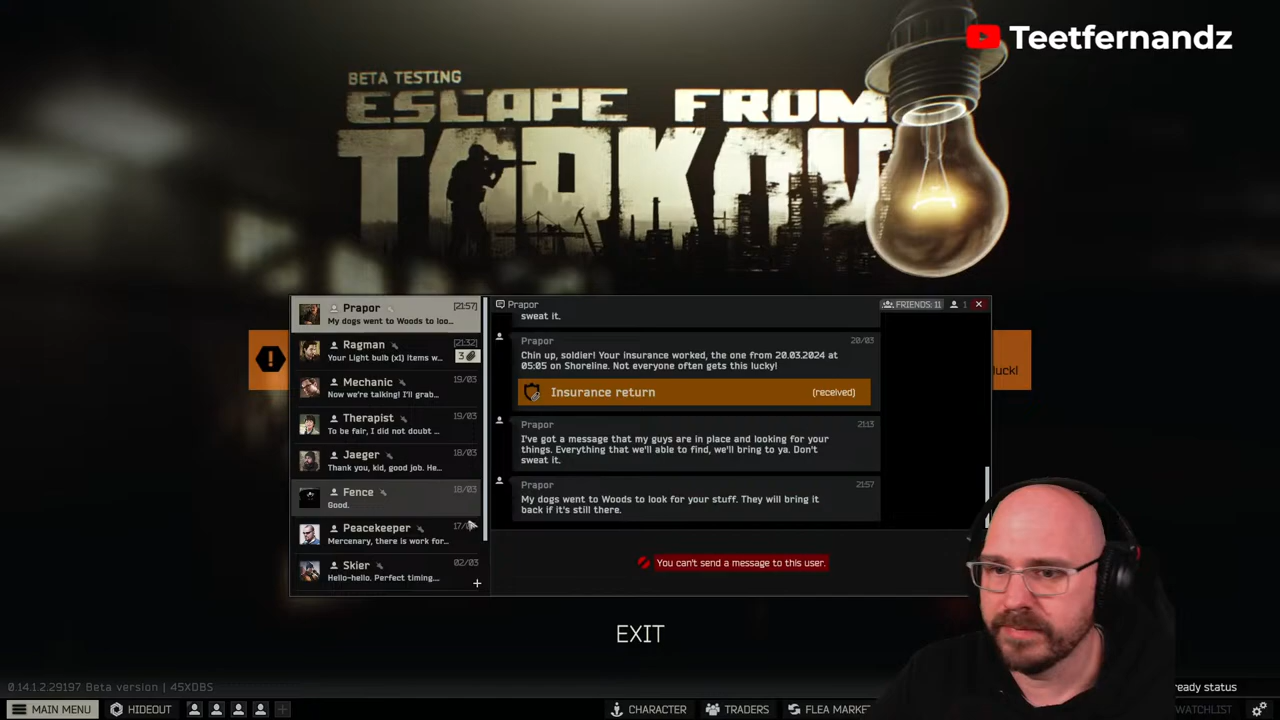 Teetfernandz
BETA TESTING
ESCAPE FROM
TARKOV
Prapor
[21:57]
My dogs went to Woods to loo...
Ragman
[21:32]
Your Light bulb (x1) items w...
3
Mechanic
19/03
Now we're talking! I'll grab...
Therapist
19/03
To be fair, I did not doubt ...
Jaeger
18/03
Thank you, kid, good job. He...
Fence
18/03
Good.
Peacekeeper
Mercenary, there is work for...
Skier
02/03
Hello-hello. Perfect timing....
+
Prapor
FRIENDS: 11
1
sweat it.
Prapor
20/03
Chin up, soldier! Your insurance worked, the one from 20.03.2024 at
05:05 on Shoreline. Not everyone often gets this lucky!
Insurance return
(received)
Prapor
21:13
I've got a message that my guys are in place and looking for your
things. Everything that we'll able to find, we'll bring to ya. Don't
sweat it.
Prapor
21:57
My dogs went to Woods to look for your stuff. They will bring it
back if it's still there.
You can't send a message to this user.
luck!
EXIT
0.14.1.2.29197 Beta version | 45XDBS
eady status
MAIN MENU
HIDEOUT
CHARACTER
TRADERS
FLEA MARKE
WATCHLIST